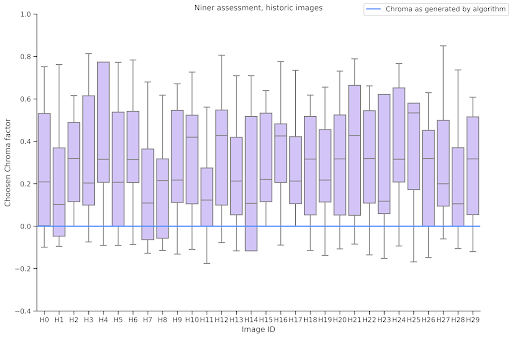 Niner assessment, historic images
Chroma as generated by algorithm
Choosen Chroma factor
1.0
0.8
0.6
0.4
0.2
0.0
−0.2
−0.4
H0 H1 H2 H3 H4 H5 H6 H7 H8 H9 H10 H11 H12 H13 H14 H15 H16 H17 H18 H19 H20 H21 H22 H23 H24 H25 H26 H27 H28 H29
Image ID